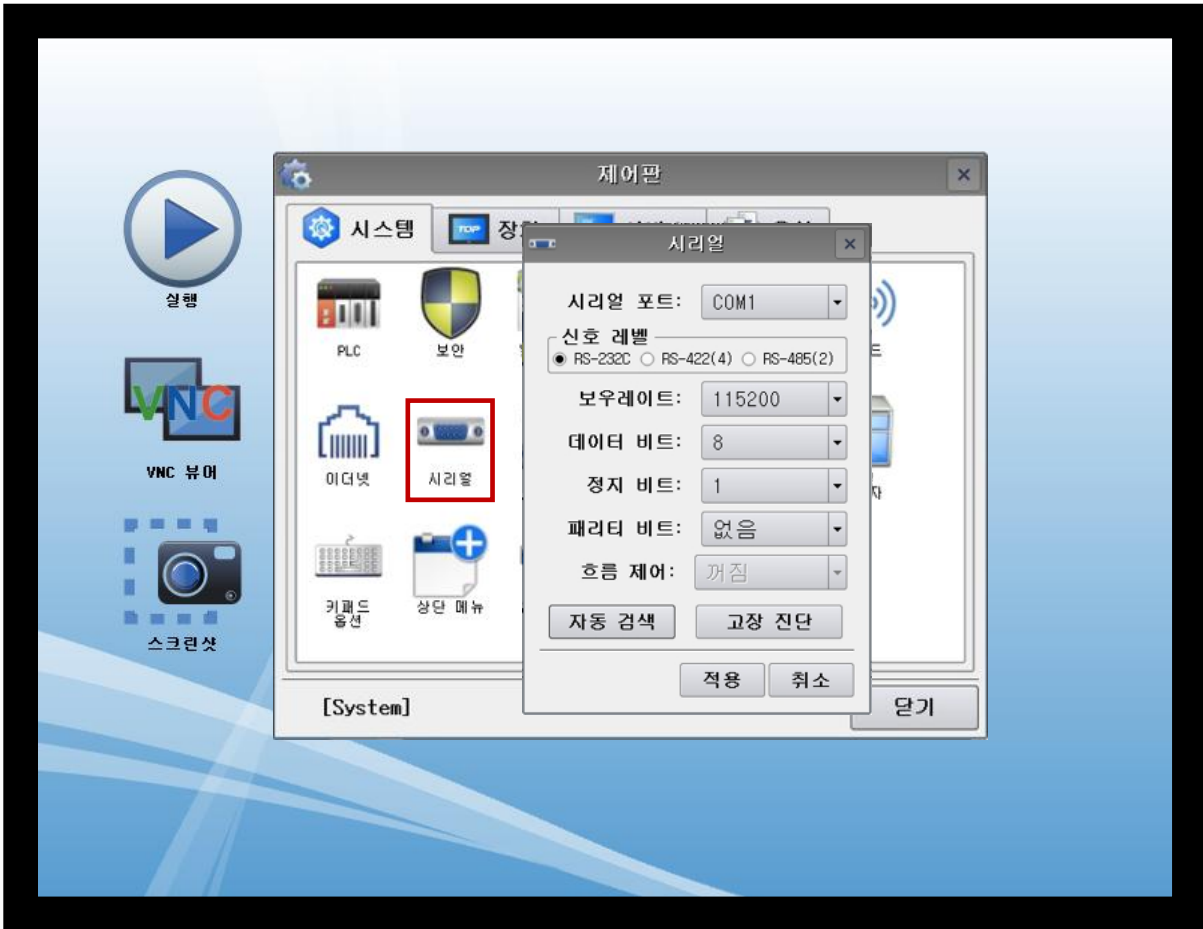 제어판
시스템
TOP
시리얼
실행
PLC
보안
시리얼 포트:
COM1
신호 레벨
RS-232C RS-422(4) RS-485(2)
VNC
VNC 뷰어
이더넷
시리얼
보우레이트:
115200
데이터 비트:
8
정지 비트:
1
패리티 비트:
없음
흐름 제어:
꺼짐
스크린샷
키패드
옵션
상단 메뉴
자동 검색
고장 진단
적용
취소
[System]
닫기